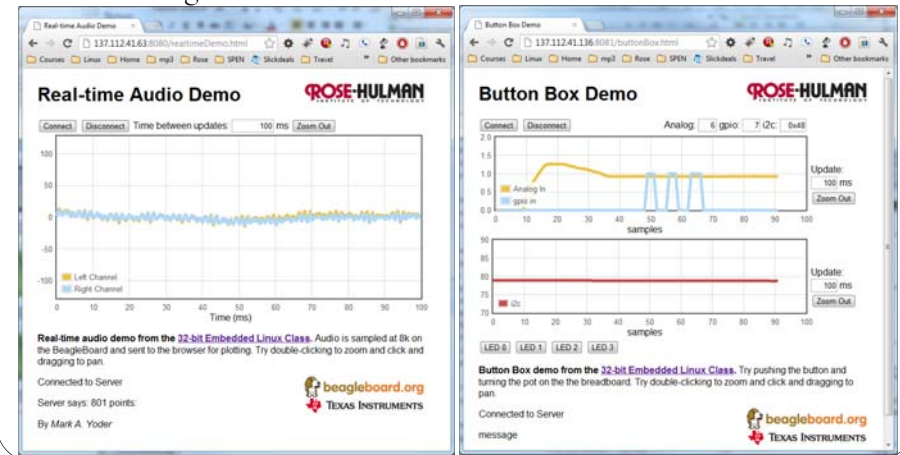 Real-time Audio Demo
137.112.41.63:8080/realtimeDemo.html
Courses Linux Home mp3 Rose SPEN Slickdeals Travel Other bookmarks
Real-time Audio Demo
ROSE-HULMAN
INSTITUTE OF TECHNOLOGY
Connect Disconnect Time between updates: 100 ms Zoom Out
100
50
0
-50
-100
Left Channel
Right Channel
0 10 20 30 40 50 60 70 80 90 100
Time (ms)
Real-time audio demo from the 32-bit Embedded Linux Class. Audio is sampled at 8k on
the BeagleBoard and sent to the browser for plotting. Try double-clicking to zoom and click and
dragging to pan.
Connected to Server
Server says: 801 points:
By Mark A. Yoder
beagleboard.org
TEXAS INSTRUMENTS
Button Box Demo
137.112.41.136:8081/buttonBox.html
Courses Linux Home mp3 Rose SPEN Slickdeals Travel Other bookmarks
Button Box Demo
ROSE-HULMAN
INSTITUTE OF TECHNOLOGY
Connect Disconnect Analog: 6 gpio: 7 i2c: 0x48
2.0
1.5
1.0
0.5
0.0
Analog In
gpio in
0 10 20 30 40 50 60 70 80 90 100
samples
Update:
100 ms
Zoom Out
90
85
80
75
70
i2c
0 10 20 30 40 50 60 70 80 90 100
samples
Update:
100 ms
Zoom Out
LED 0 LED 1 LED 2 LED 3
Button Box demo from the 32-bit Embedded Linux Class. Try pushing the button and
turning the pot on the the breadboard. Try double-clicking to zoom and click and dragging to
pan.
Connected to Server
message
beagleboard.org
TEXAS INSTRUMENTS